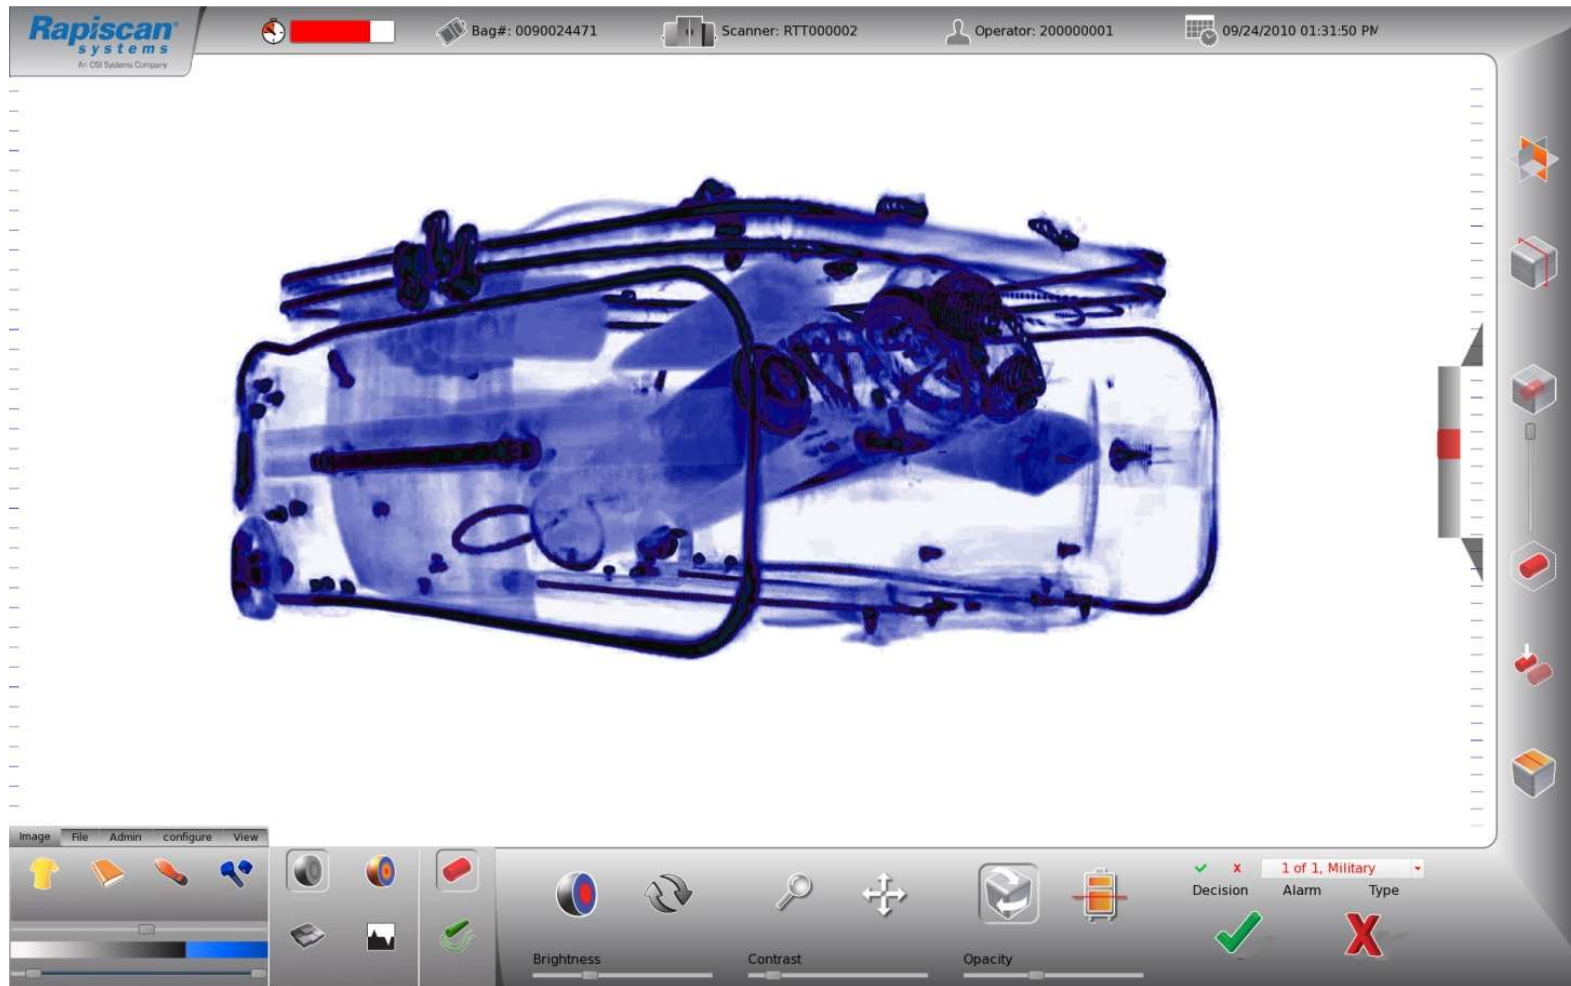 Rapiscan
systems
An OSI Systems Company
Bag#: 0090024471
Scanner: RTT000002
Operator: 200000001
09/24/2010 01:31:50 PM
Image File Admin configure View
1 of 1, Military
Decision Alarm Type
Brightness Contrast Opacity